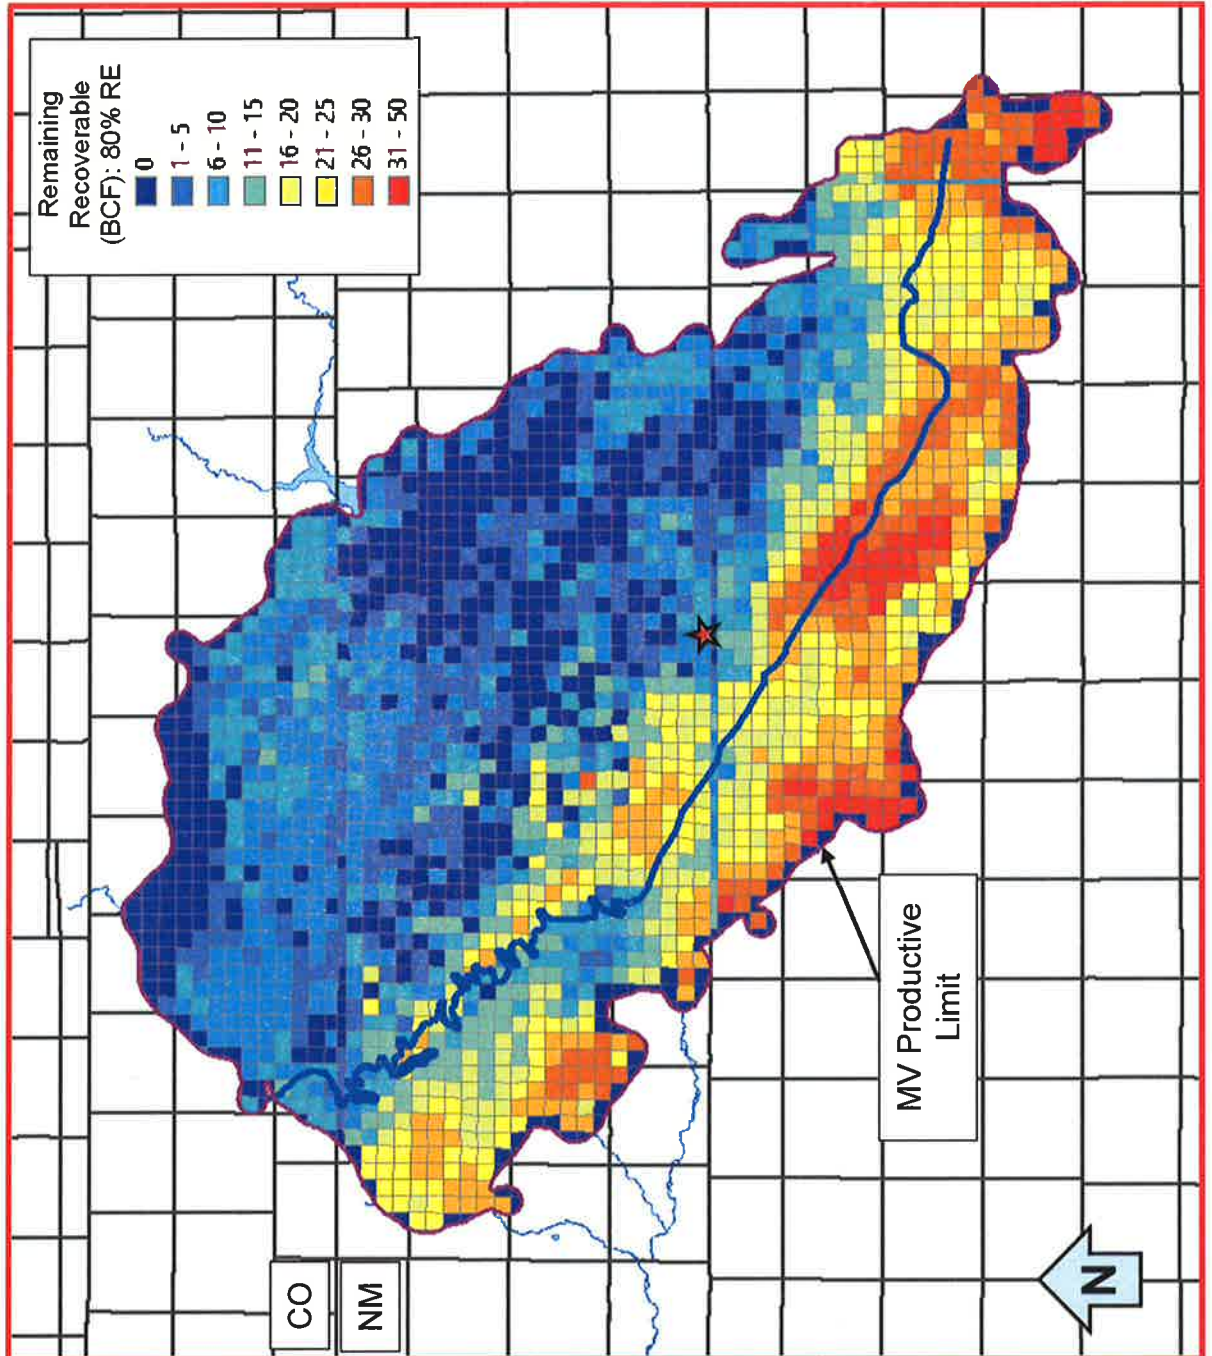 Remaining
Recoverable
(BCF): 80% RE
0
1 - 5
6 - 10
11 - 15
16 - 20
21 - 25
26 - 30
31 - 50
CO
NM
MV Productive
Limit
N